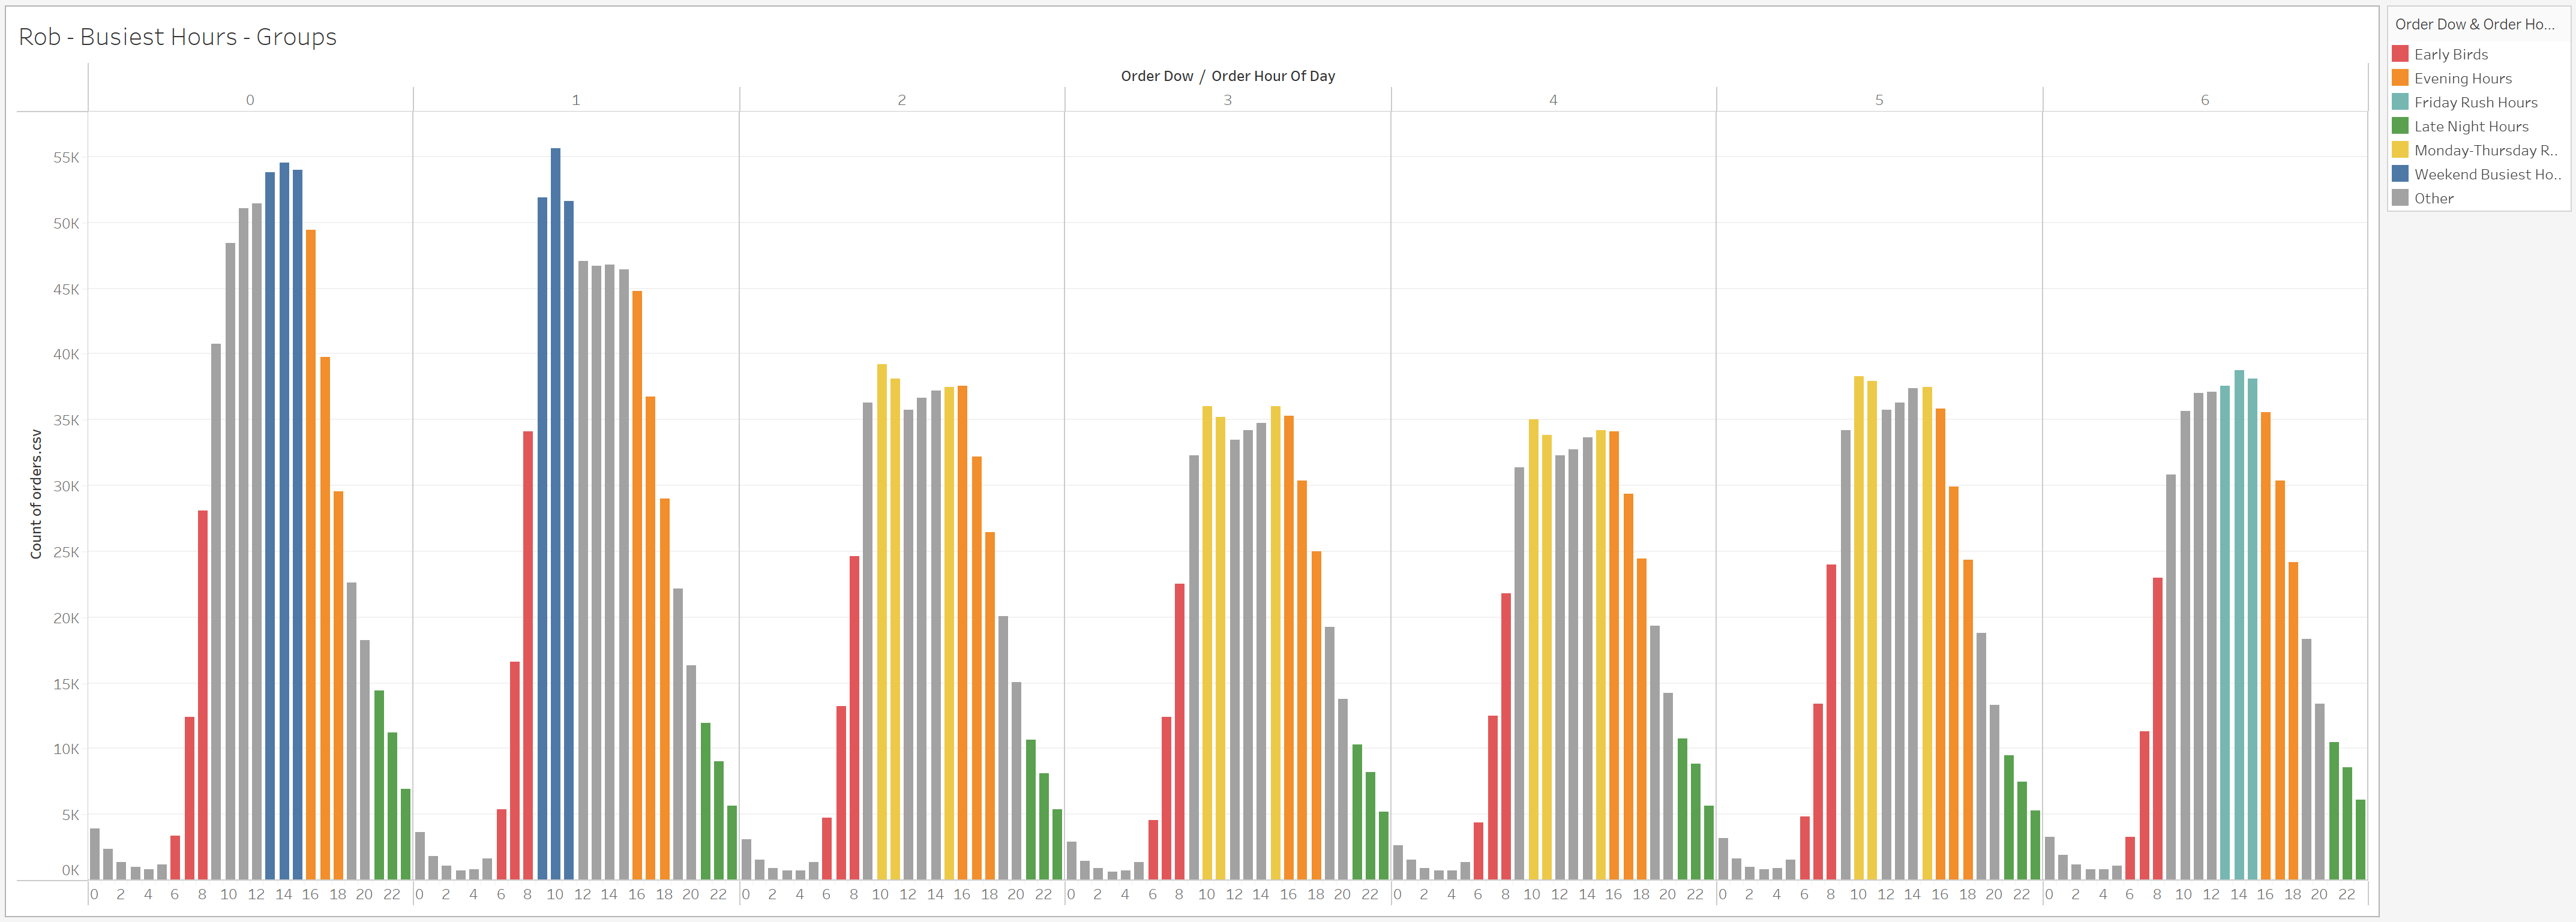 Rob - Busiest Hours - Groups
Order Dow / Order Hour Of Day
0 1 2 3 4 5 6
55K
50K
45K
40K
35K
30K
25K
20K
15K
10K
5K
0K
Count of orders.csv
0 2 4 6 8 10 12 14 16 18 20 22 0 2 4 6 8 10 12 14 16 18 20 22 0 2 4 6 8 10 12 14 16 18 20 22 0 2 4 6 8 10 12 14 16 18 20 22 0 2 4 6 8 10 12 14 16 18 20 22 0 2 4 6 8 10 12 14 16 18 20 22 0 2 4 6 8 10 12 14 16 18 20 22
Order Dow & Order Ho...
Early Birds
Evening Hours
Friday Rush Hours
Late Night Hours
Monday-Thursday R..
Weekend Busiest Ho..
Other